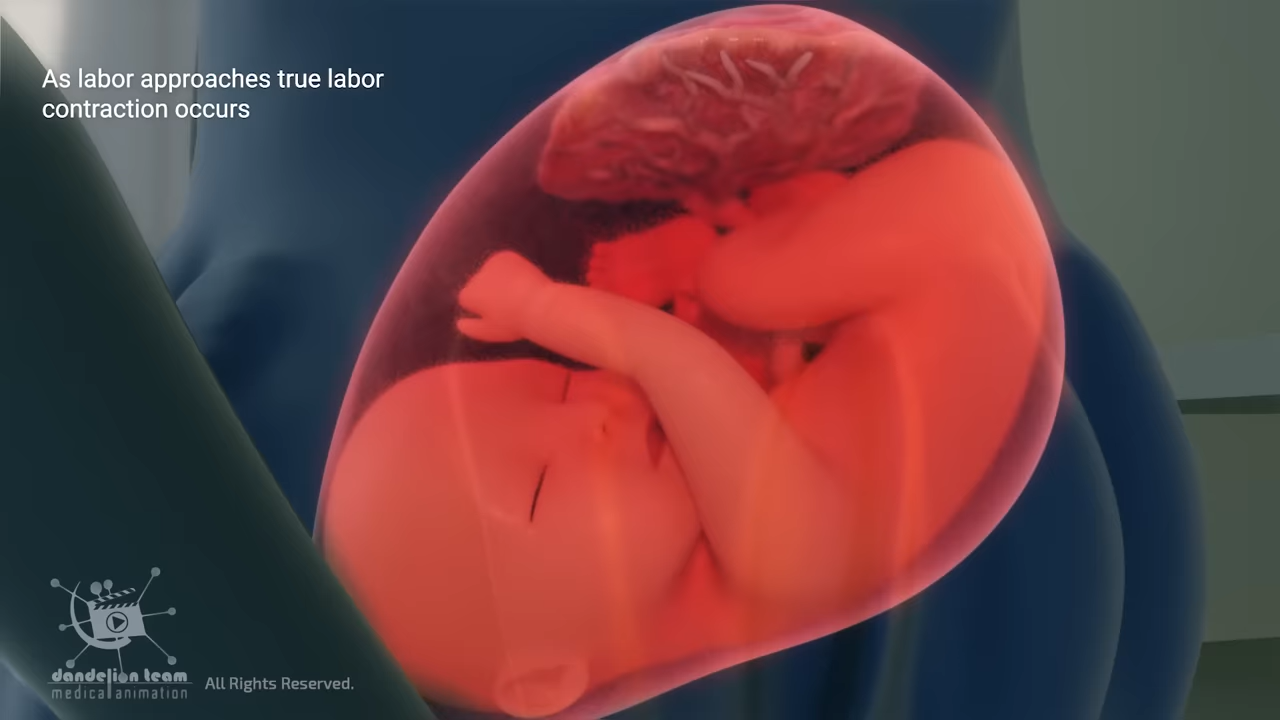 As labor approaches true labor
contraction occurs
dandelion team
medical animation
All Rights Reserved.